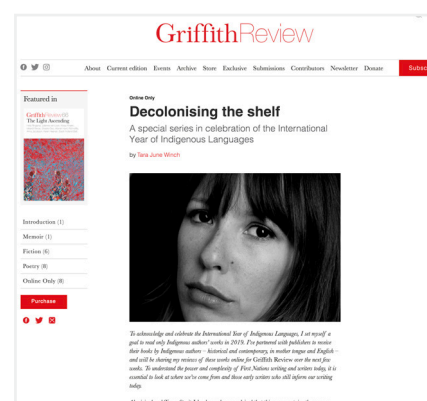 GriffithReview
About Current edition Events Archive Store Exclusive Submissions Contributors Newsletter Donate
Featured in
The Light Ascending
Introduction (1)
Memoir (1)
Fiction (6)
Poetry (8)
Online Only (8)
Purchase
Online Only
Decolonising the shelf
A special series in celebration of the International
Year of Indigenous Languages
by Tara June Winch
To acknowledge and celebrate the International Year of Indigenous Languages, I set myself a
goal to read only Indigenous authors' works in 2019. I've partnered with publishers to receive
their books by Indigenous authors – historical and contemporary, in mother tongue and English –
and will be sharing my reviews of these works online for Griffith Review over the next few
weeks. To understand the power and complexity of First Nations writing and writers today, it is
essential to look at where we've come from and those early writers who still inform our writing
today.